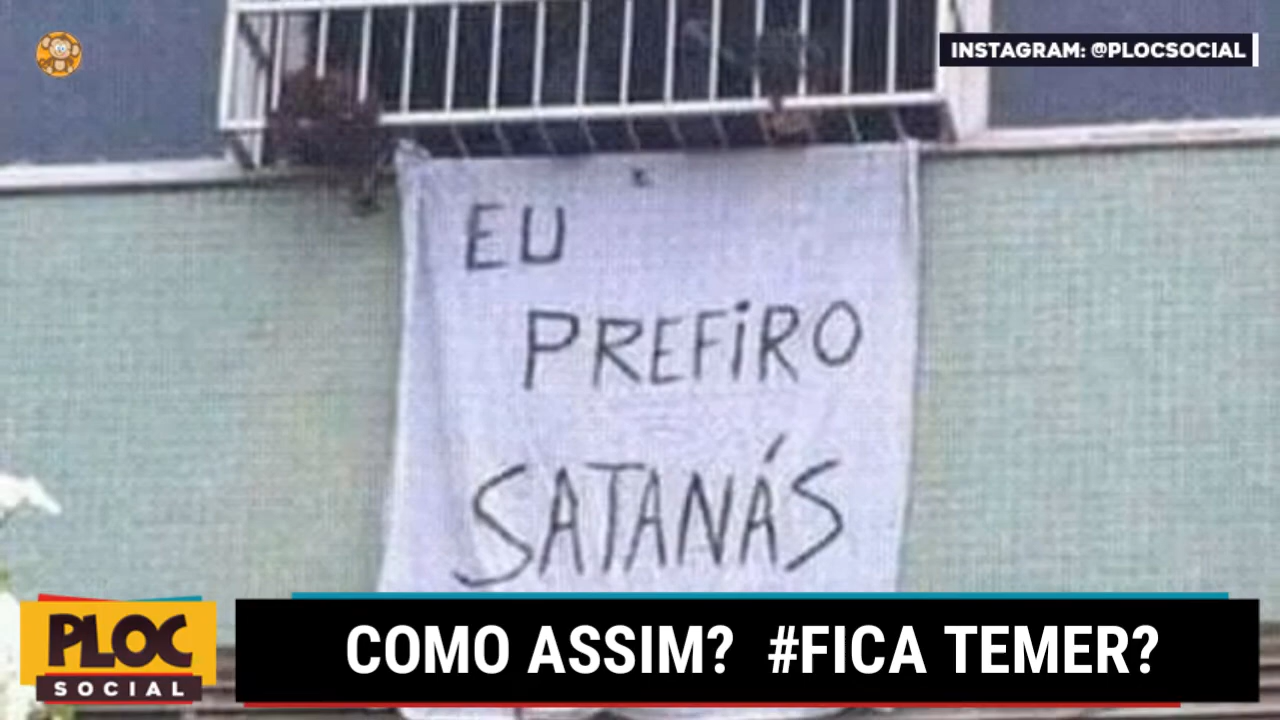 INSTAGRAM: @PLOCSOCIAL
EU
PREFiRO
SATANÁS
PLOC
SOCIAL
COMO ASSIM? #FICA TEMER?